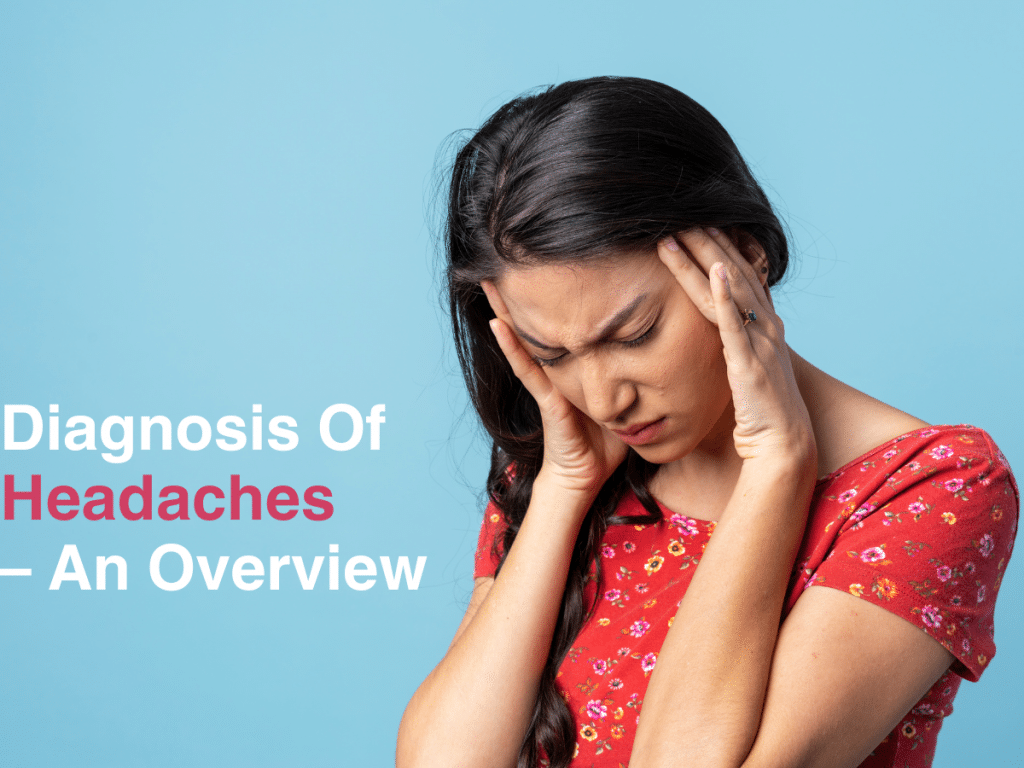 Diagnosis Of
Headaches
– An Overview